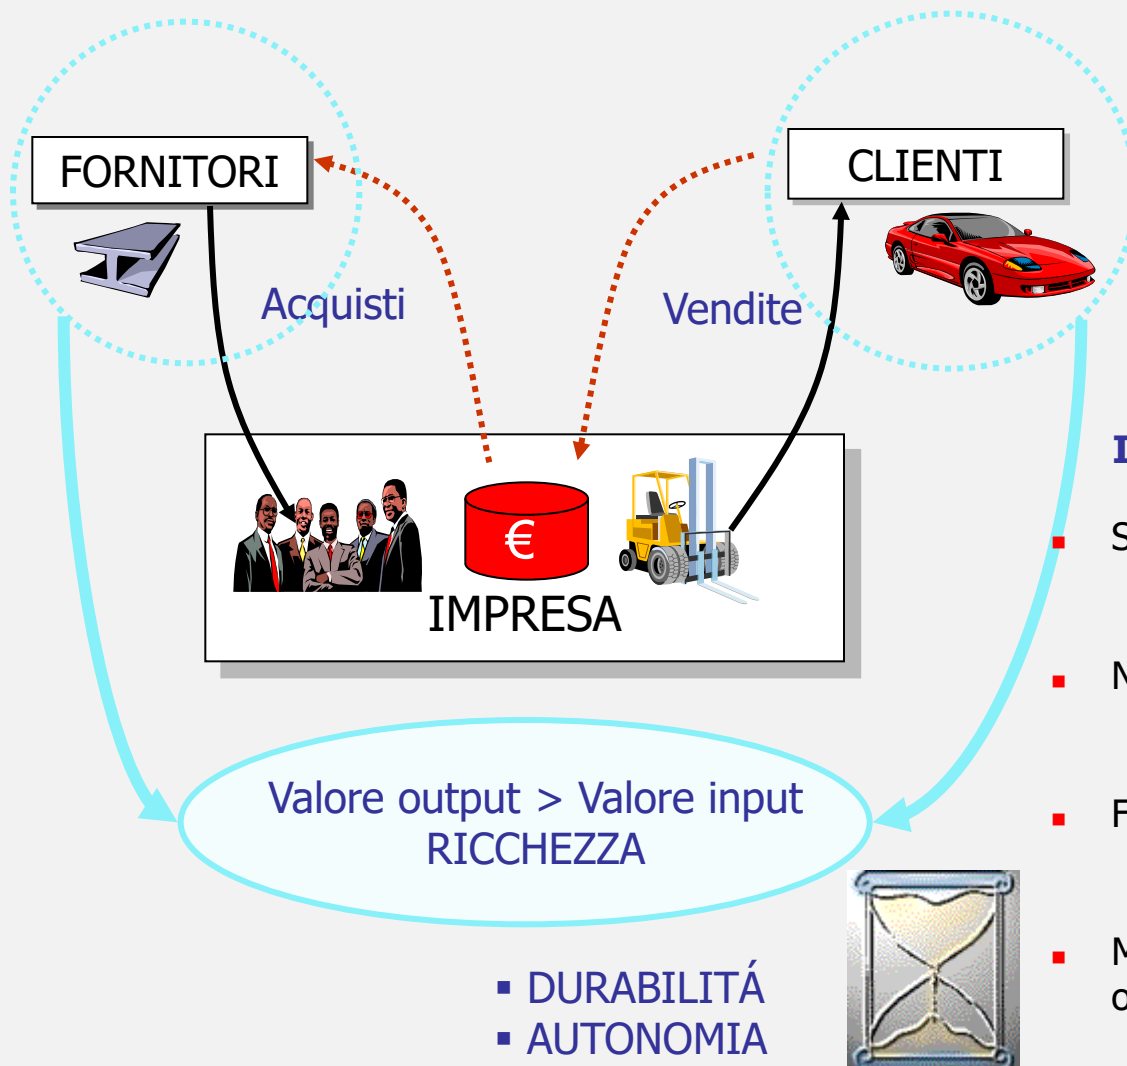 FORNITORI
CLIENTI
Acquisti
Vendite
€
IMPRESA
Valore output > Valore input
RICCHEZZA
▪ DURABILITÁ
▪ AUTONOMIA